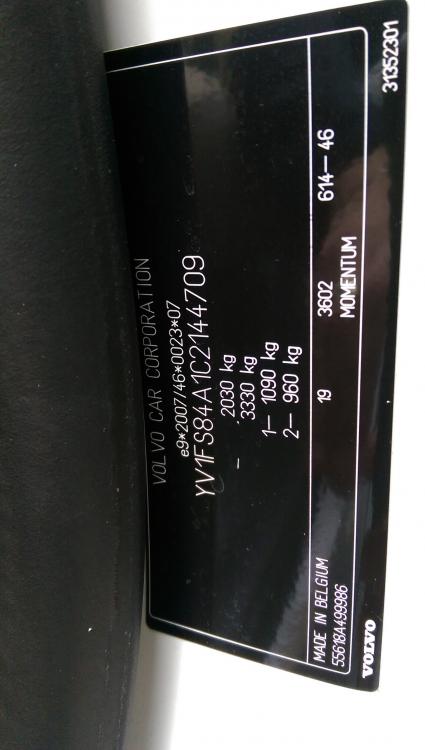 VOLVO CAR CORPORATION
e9*2007/46*0023*07
YV1FS84A1C2144709
– 2030 kg
3330 kg
1– 1090 kg
2– 960 kg
MADE IN BELGIUM 19 3602 614–46
55618A499986 MOMENTUM
VOLVO 31352301